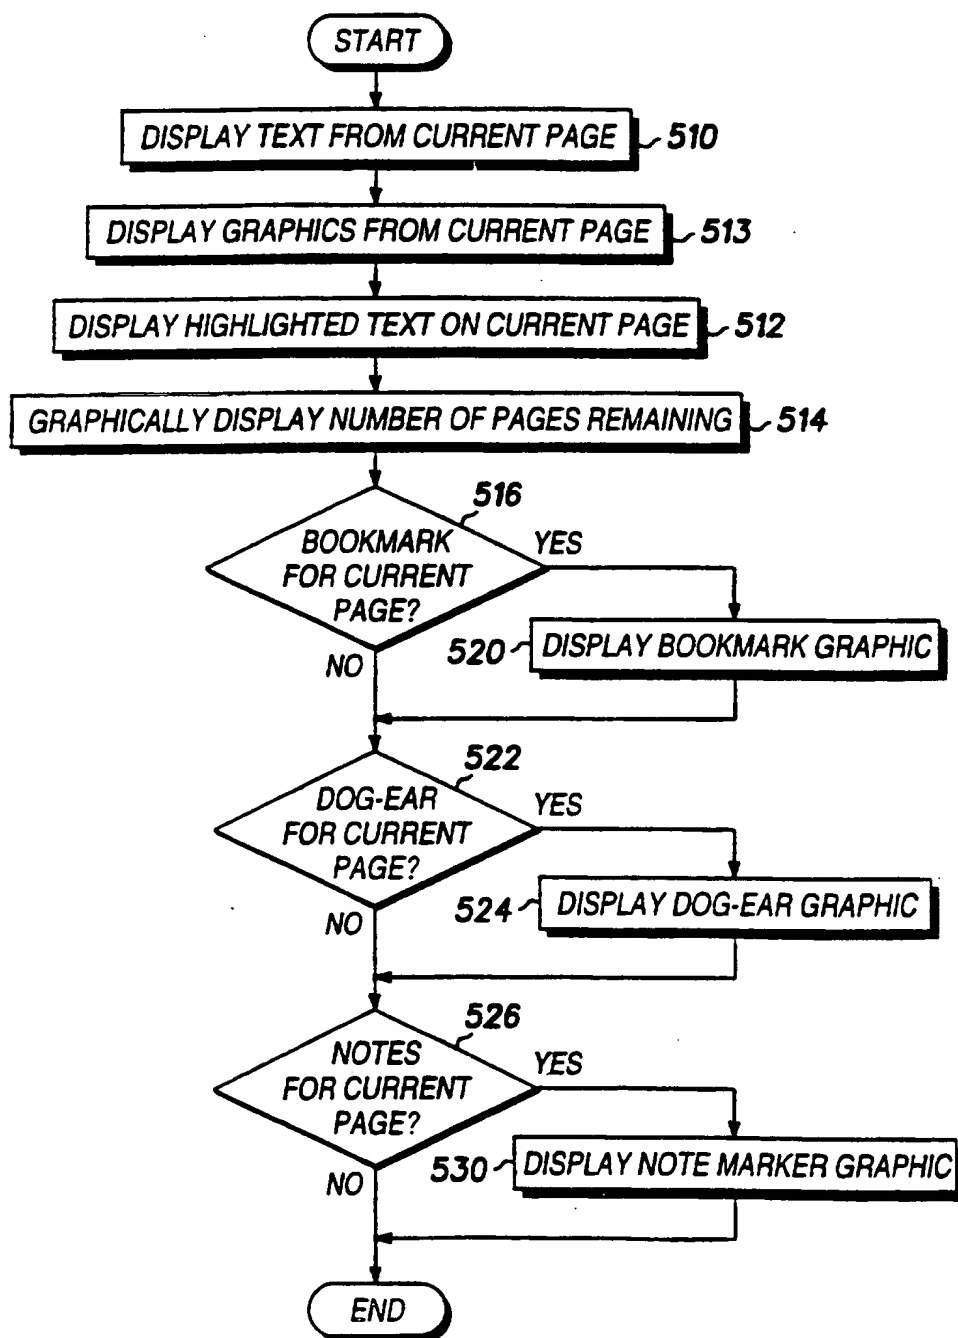 START
DISPLAY TEXT FROM CURRENT PAGE
510
DISPLAY GRAPHICS FROM CURRENT PAGE
513
DISPLAY HIGHLIGHTED TEXT ON CURRENT PAGE
512
GRAPHICALLY DISPLAY NUMBER OF PAGES REMAINING
514
516
BOOKMARK
FOR CURRENT
PAGE?
YES
520
DISPLAY BOOKMARK GRAPHIC
NO
522
DOG-EAR
FOR CURRENT
PAGE?
YES
524
DISPLAY DOG-EAR GRAPHIC
NO
526
NOTES
FOR CURRENT
PAGE?
YES
530
DISPLAY NOTE MARKER GRAPHIC
NO
END